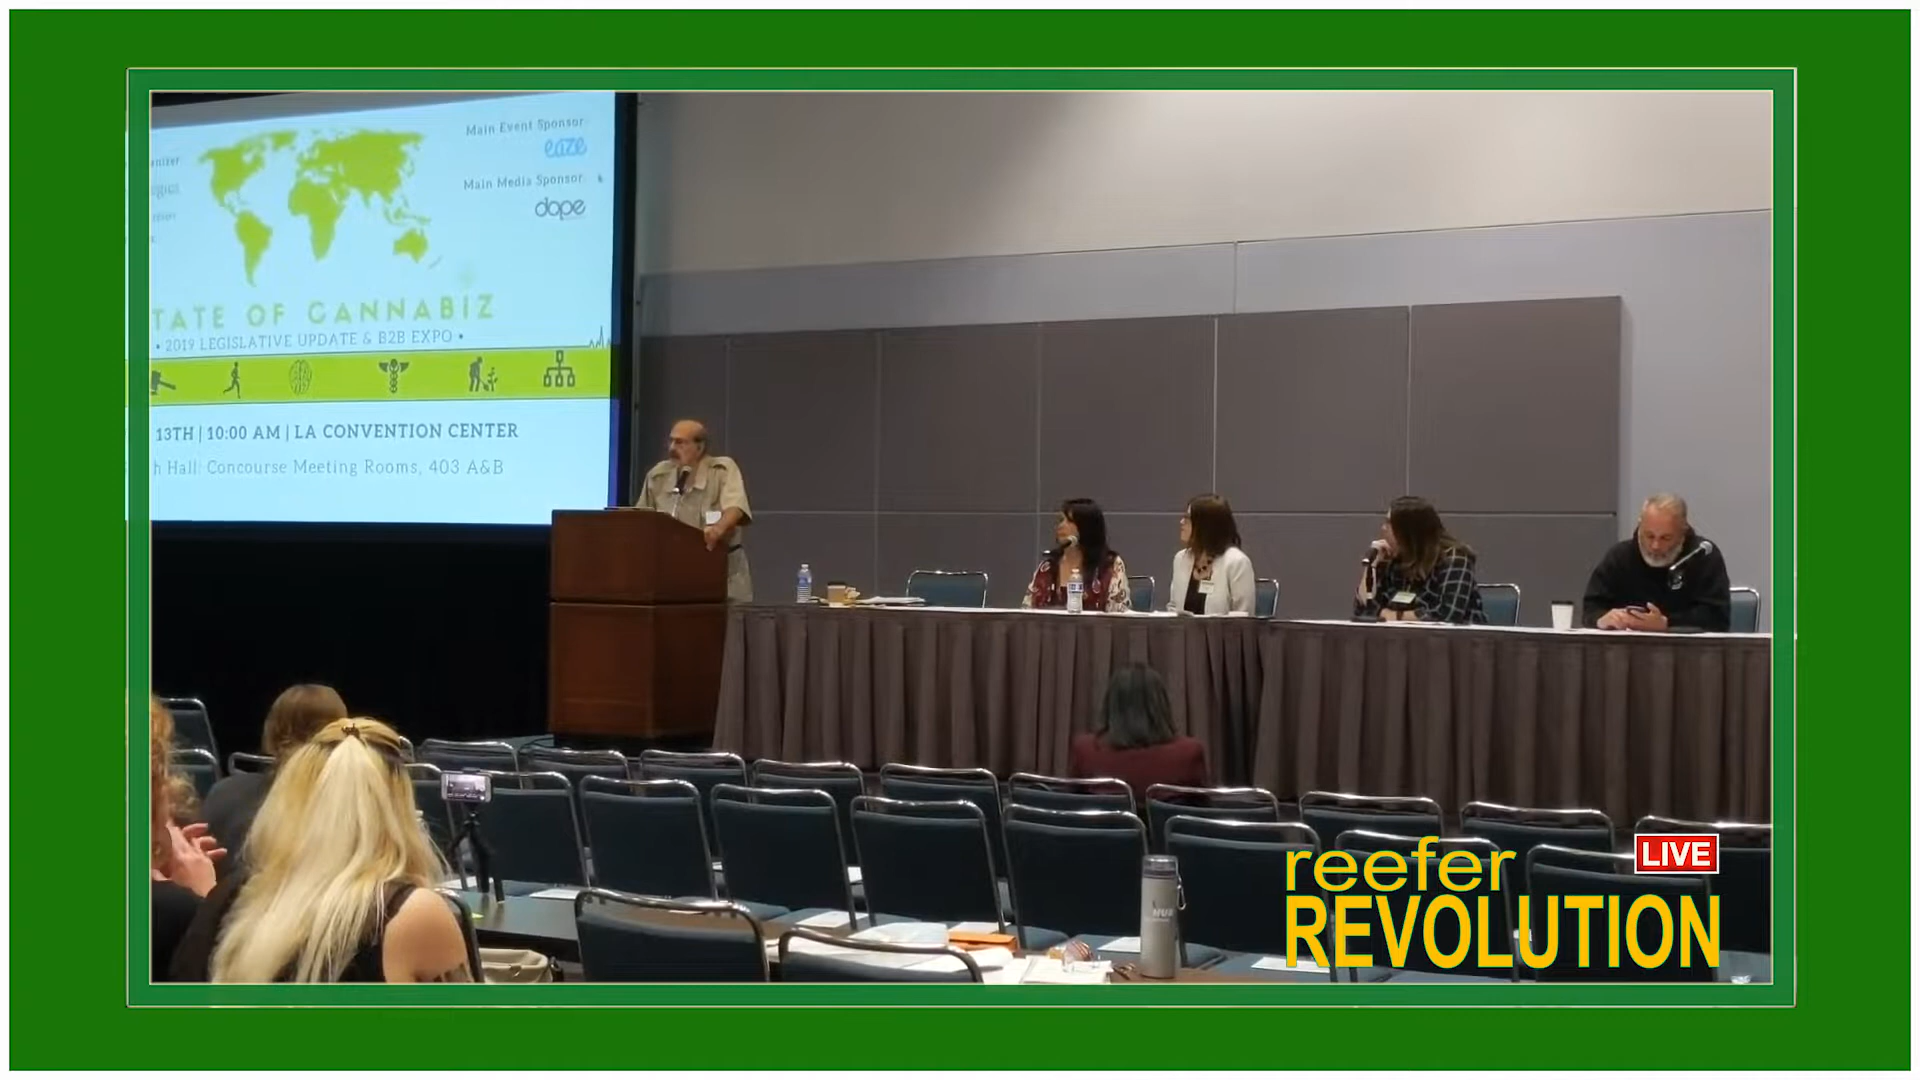 Main Event Sponsor
eaze
Main Media Sponsor
dope
TATE OF CANNABIZ
• 2019 LEGISLATIVE UPDATE & B2B EXPO •
13TH | 10:00 AM | LA CONVENTION CENTER
h Hall: Concourse Meeting Rooms, 403 A&B
HUB
reefer
LIVE
REVOLUTION